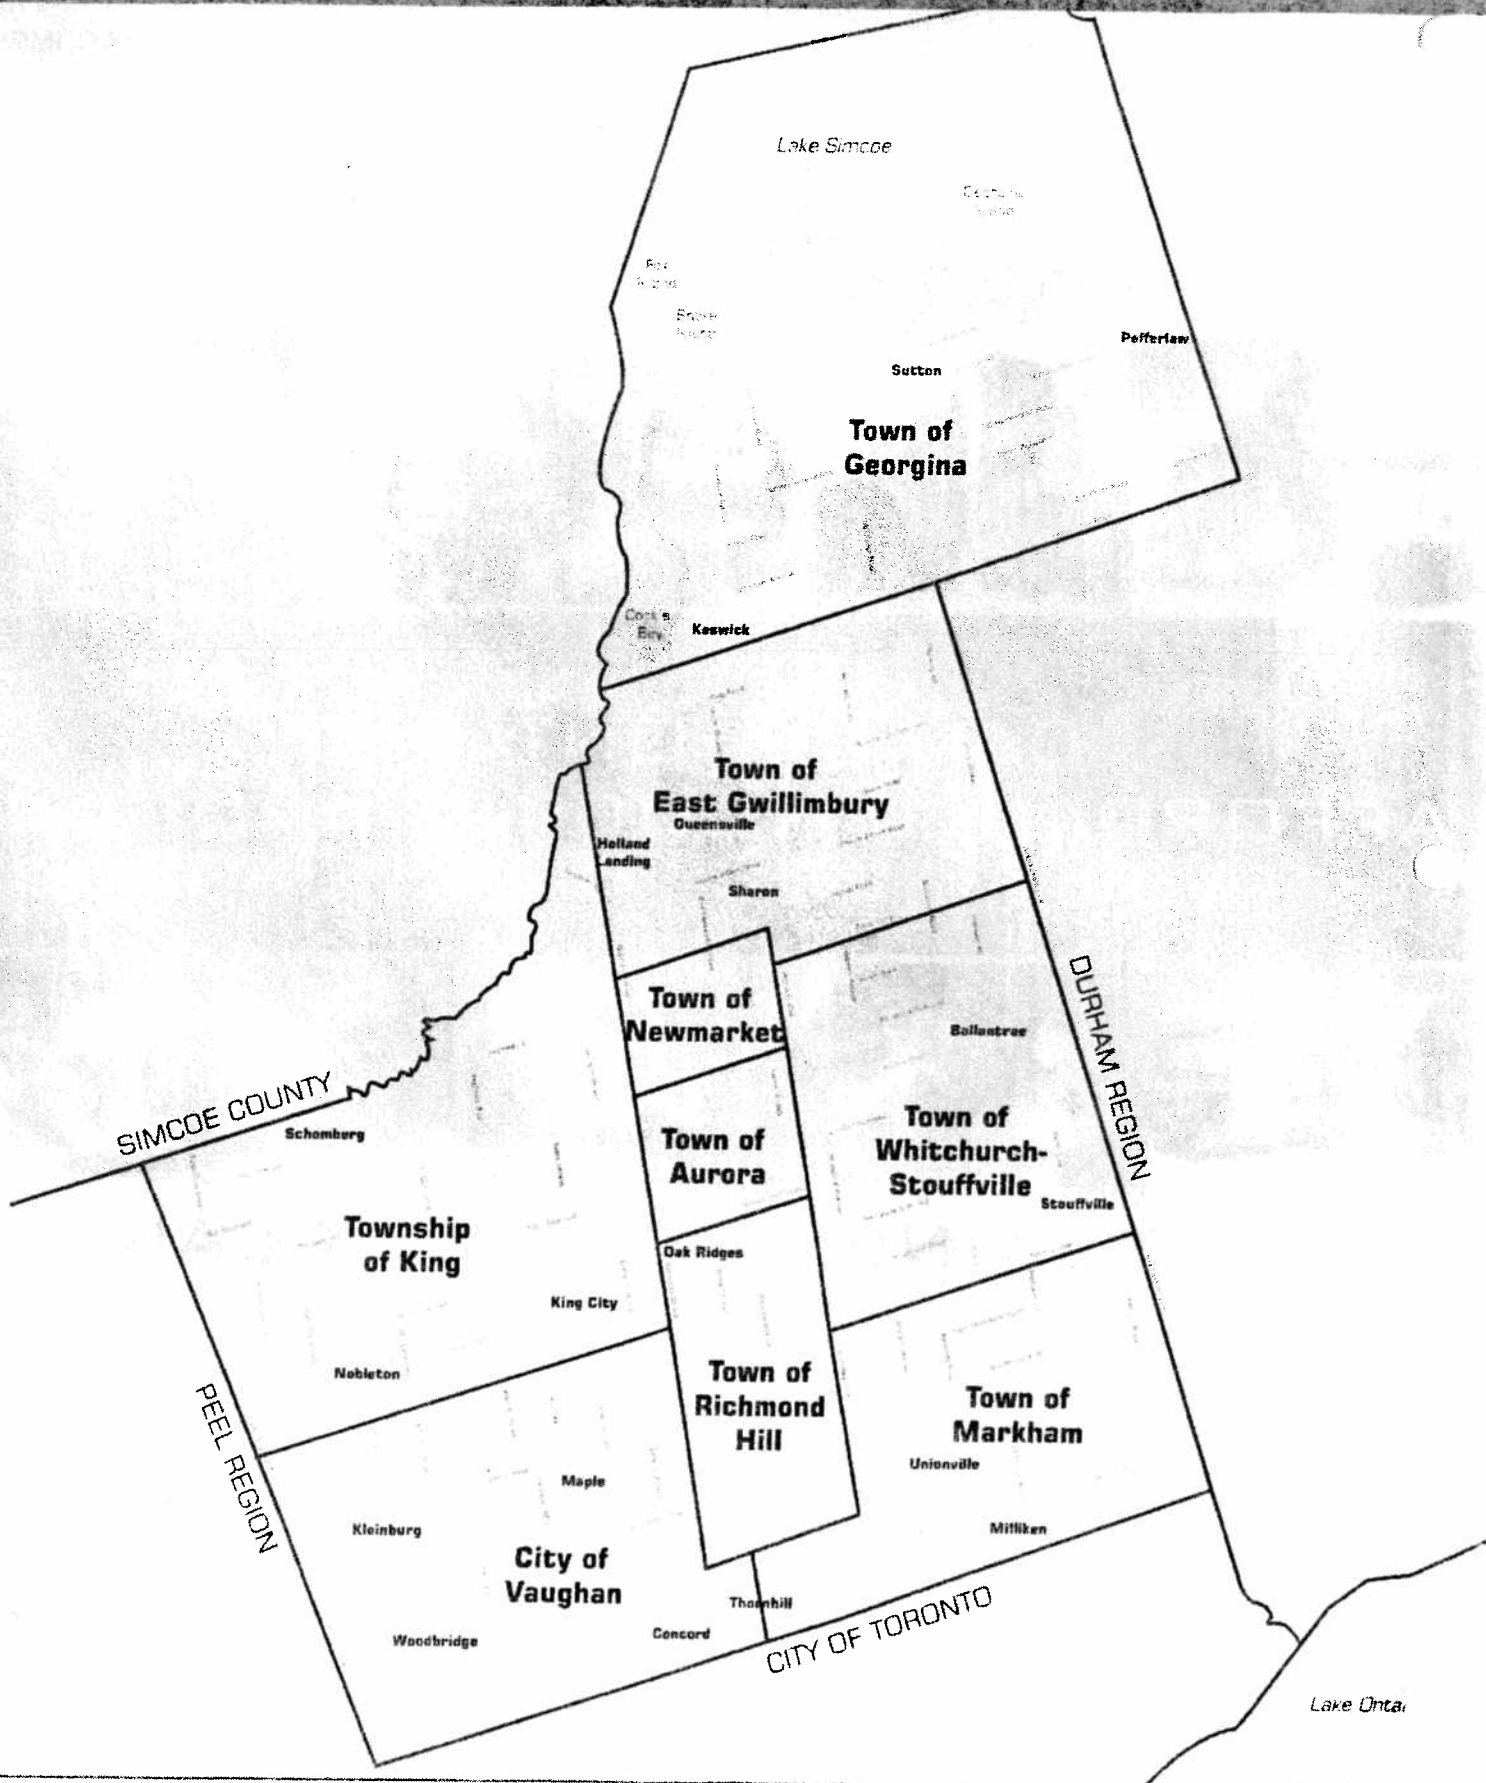 Lake Simcoe
Pefferlaw
Sutton
Town of
Georgina
Cook's
Bay
Keswick
Town of
East Gwillimbury
Queensville
Holland
Landing
Sharon
Town of
Newmarket
Ballantrae
DURHAM REGION
SIMCOE COUNTY
Schomberg
Town of
Aurora
Town of
Whitchurch-
Stouffville
Stouffville
Township
of King
Oak Ridges
King City
Nobleton
PEEL REGION
Town of
Richmond
Hill
Town of
Markham
Unionville
Maple
Kleinburg
Milliken
City of
Vaughan
Thornhill
Concord
Woodbridge
CITY OF TORONTO
Lake Ontar